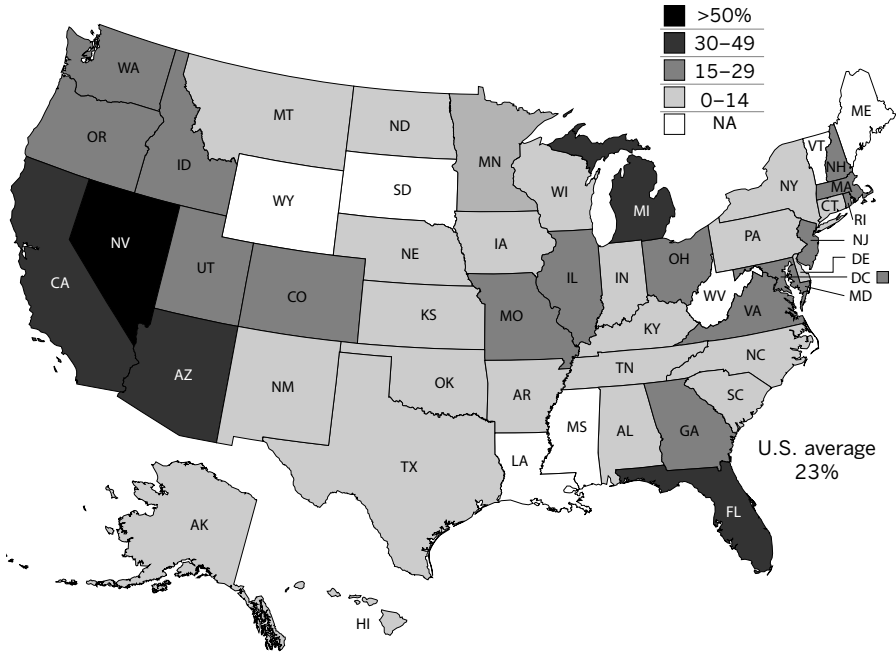 >50%
30–49
15–29
0–14
NA
WA
OR
ID
MT
ND
MN
WI
MI
NY
VT
NH
ME
MA
CT
RI
WY
SD
NE
IA
IL
IN
OH
PA
NJ
DE
DC
MD
NV
CA
UT
CO
KS
MO
KY
WV
VA
AZ
NM
OK
AR
TN
NC
SC
TX
LA
MS
AL
GA
FL
U.S. average
23%
AK
HI